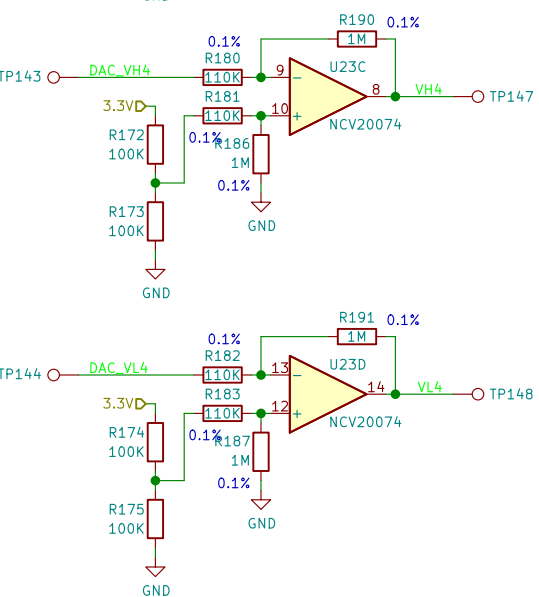 GND
R190 0.1%
0.1% 1M
R180
TP143 DAC_VH4 110K 9 − U23C
R181 8 VH4 TP147
3.3V 110K 10 +
R172 0.1% R186 NCV20074
100K 1M
0.1%
R173
100K GND
GND
R191 0.1%
0.1% 1M
R182
TP144 DAC_VL4 110K 13 − U23D
R183 14 VL4 TP148
3.3V 110K 12 +
R174 0.1% R187 NCV20074
100K 1M
0.1%
R175
100K GND
GND